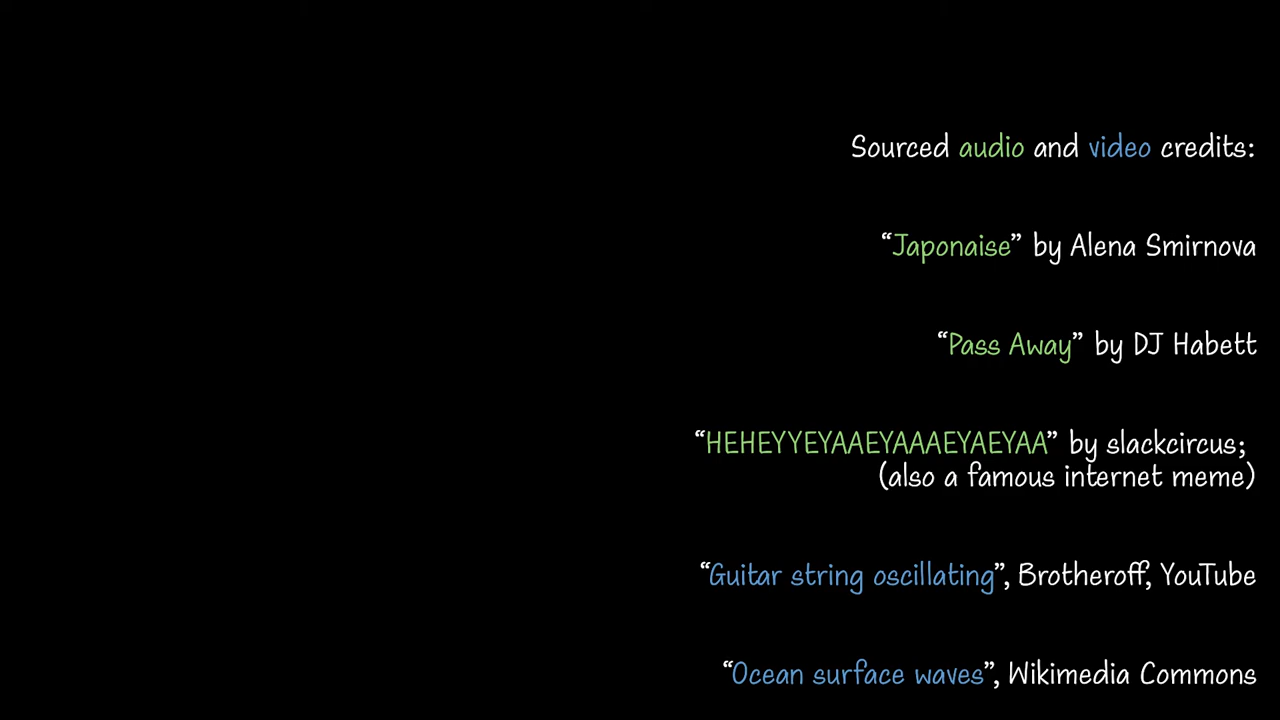 Sourced audio and video credits:
“Japonaise” by Alena Smirnova
“Pass Away” by DJ Habett
“HEHEYYEYAAEYAAAEYAEYAA” by slackcircus;
(also a famous internet meme)
“Guitar string oscillating”, Brotheroff, YouTube
“Ocean surface waves”, Wikimedia Commons